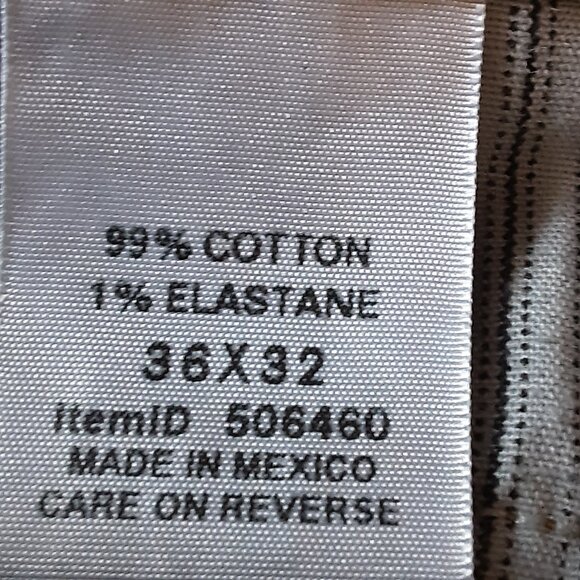 99% COTTON
1% ELASTANE
36X32
itemID 506460
MADE IN MEXICO
CARE ON REVERSE